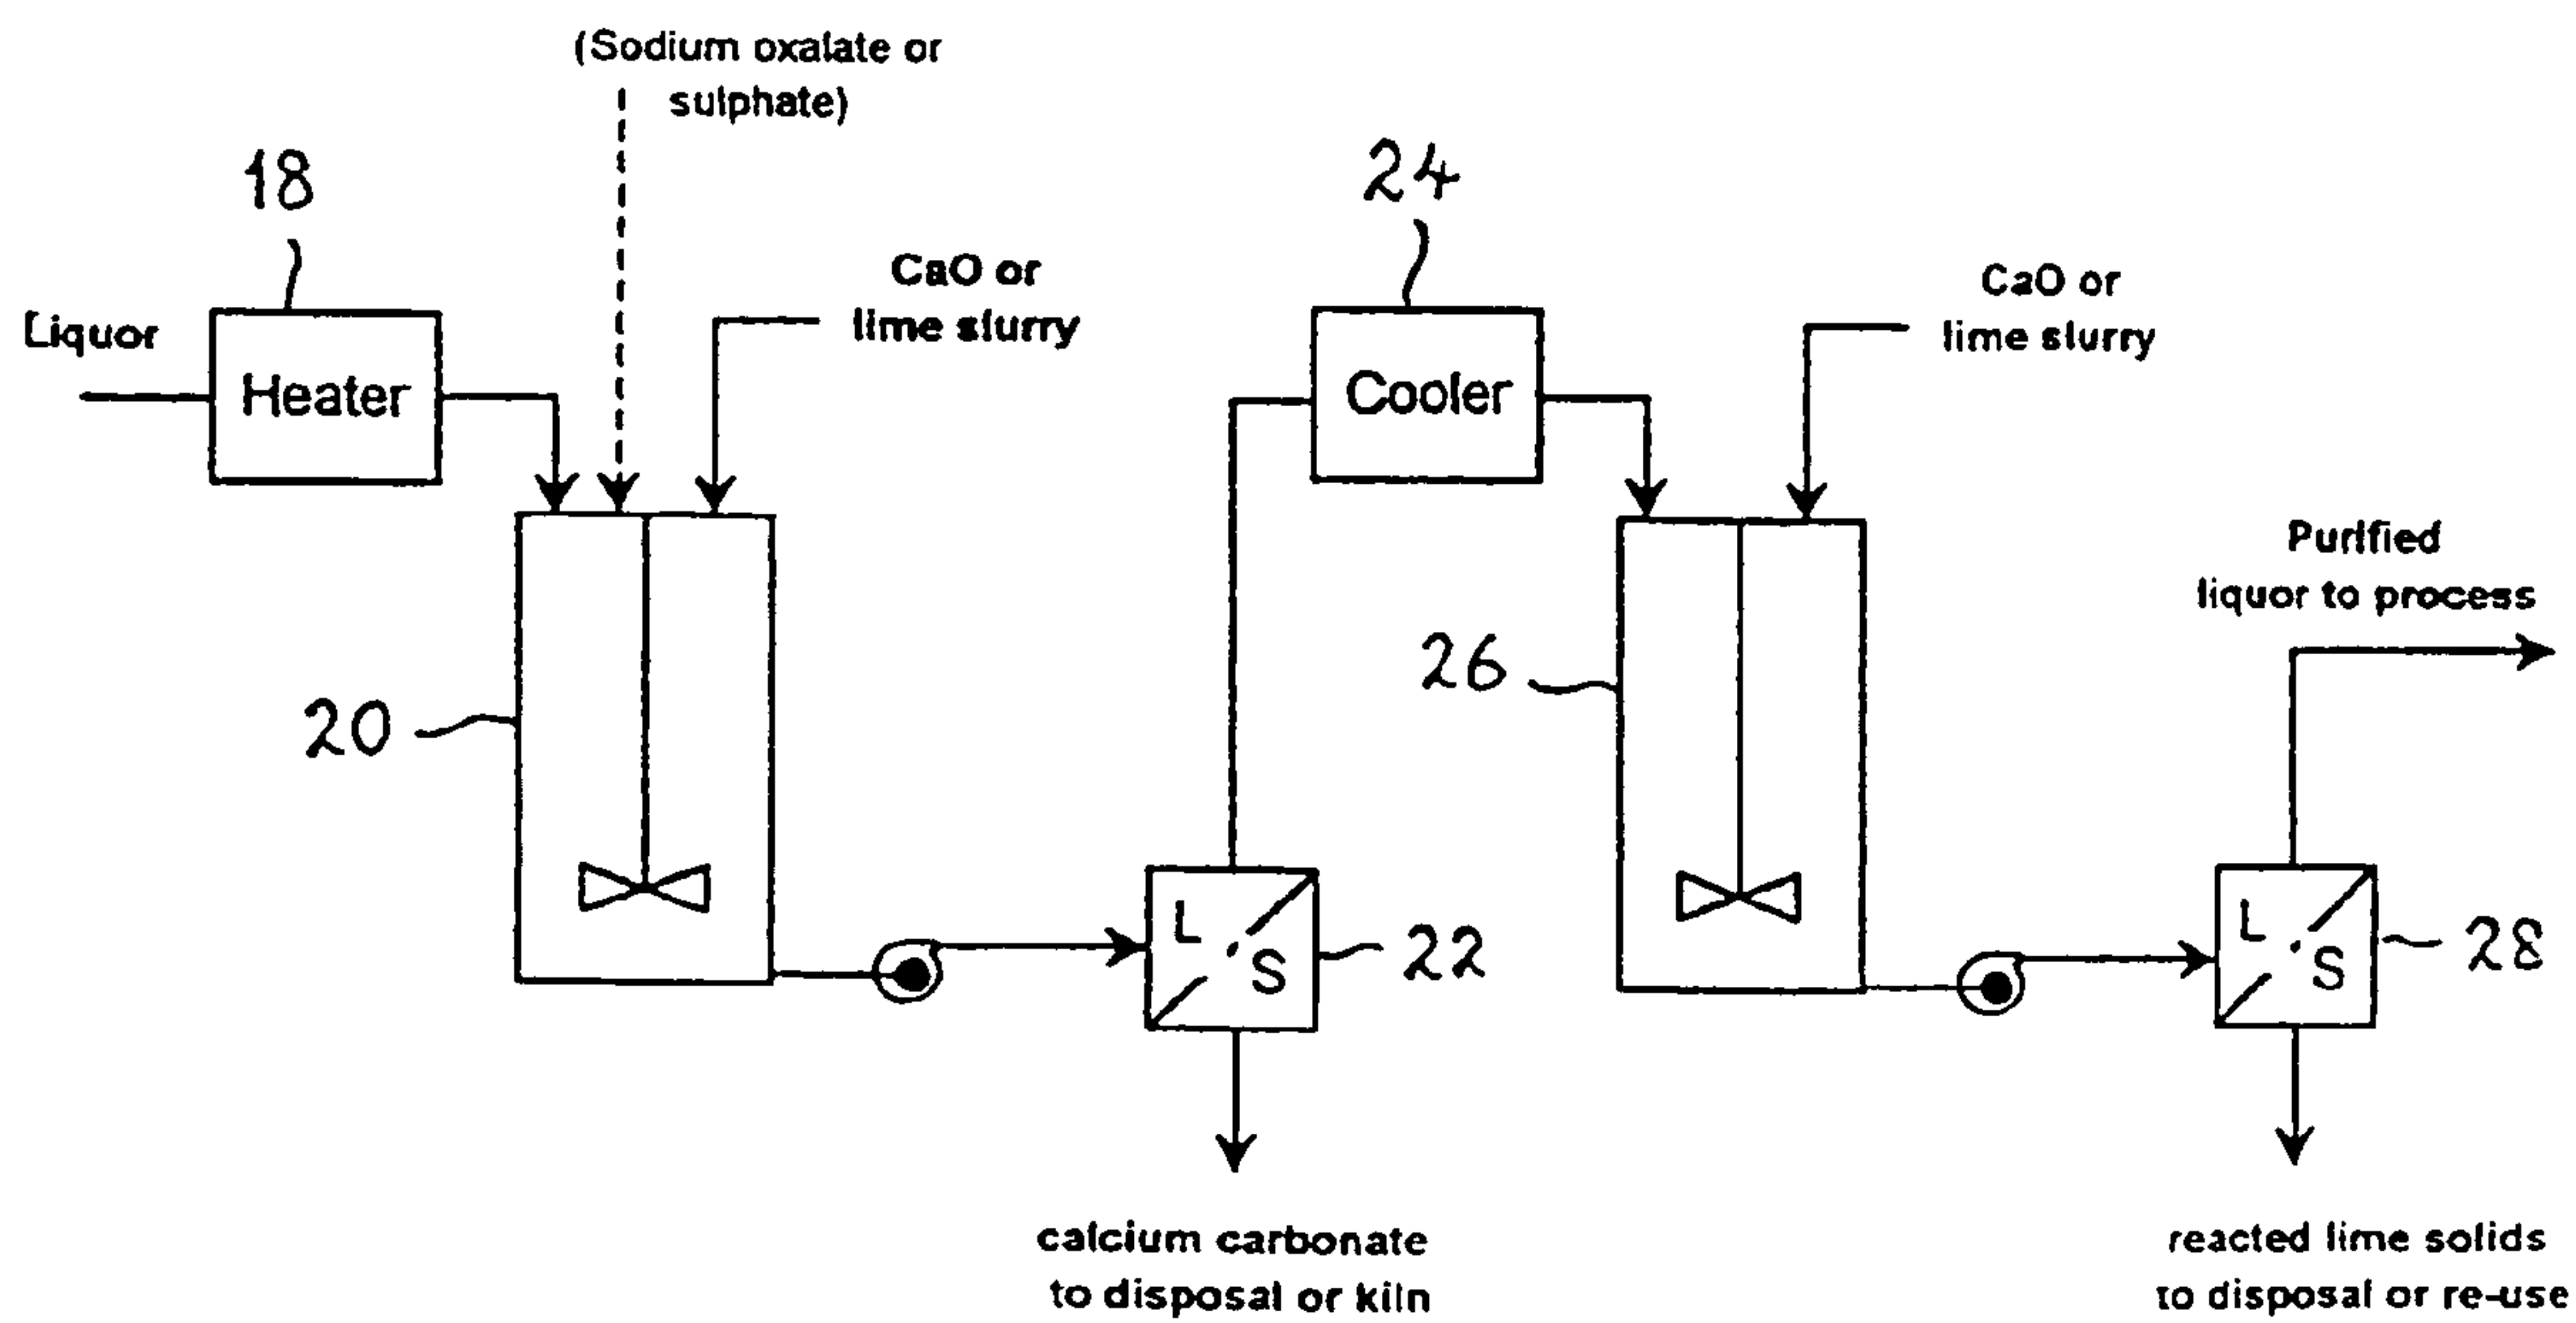 (Sodium oxalate or
sulphate)
18
24
CaO or
lime slurry
CaO or
lime slurry
Liquor
Heater
Cooler
Purified
liquor to process
26
20
L
S
22
L
S
28
calcium carbonate
to disposal or kiln
reacted lime solids
to disposal or re-use